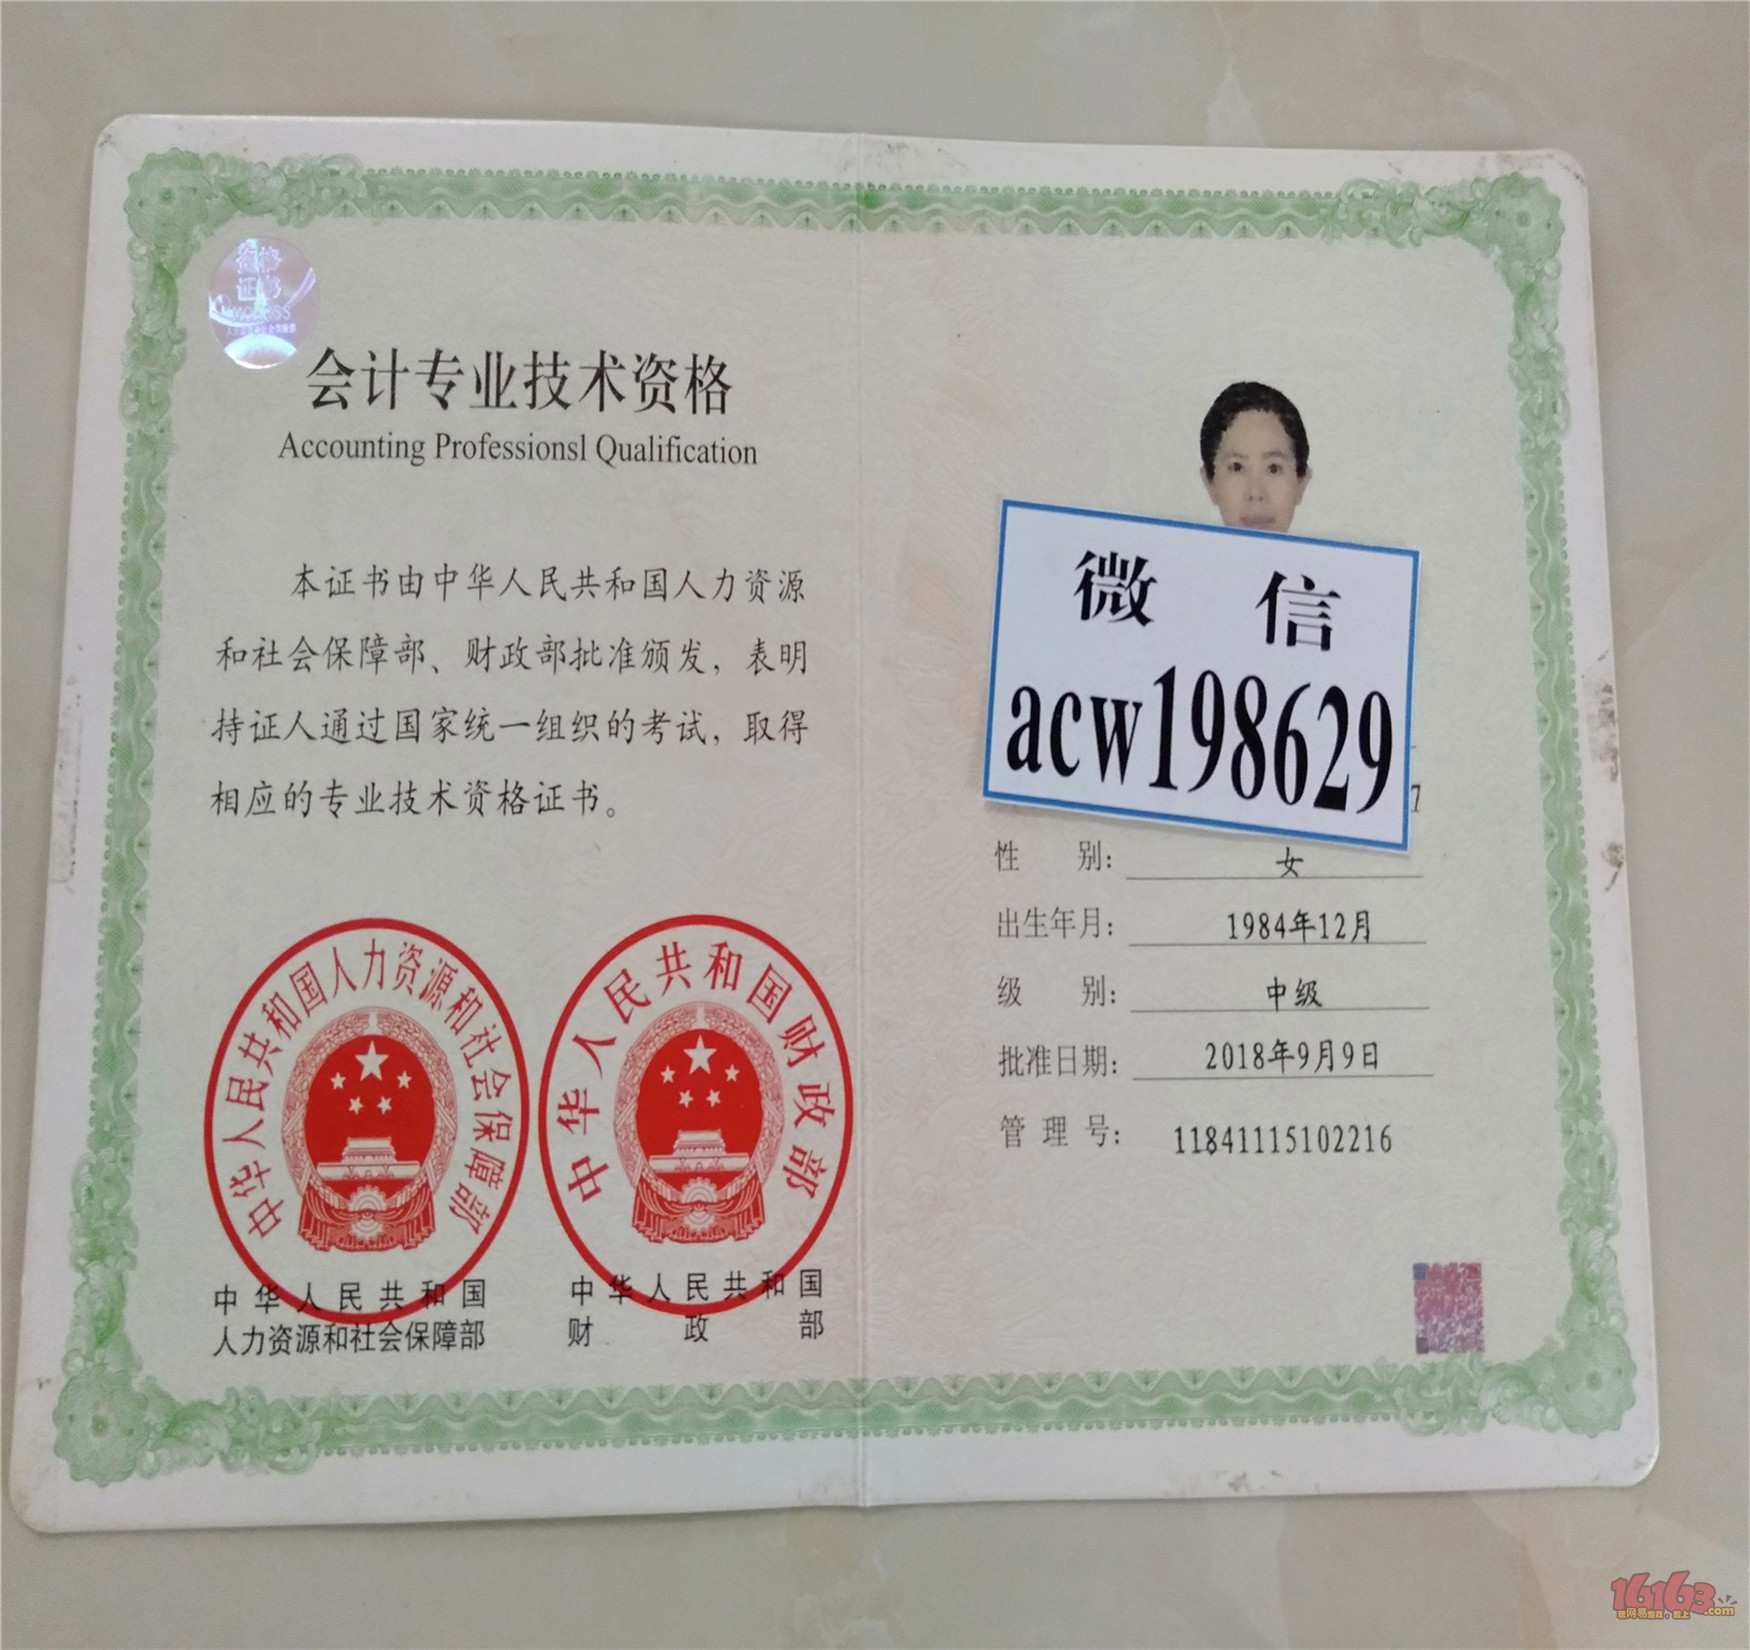 资格
证书
会计专业技术资格
Accounting Professionsl Qualification
本证书由中华人民共和国人力资源
和社会保障部、财政部批准颁发，表明
持证人通过国家统一组织的考试，取得
相应的专业技术资格证书。
中华人民共和国人力资源和社会保障部
中华人民共和国财政部
中华人民共和国
人力资源和社会保障部
中华人民共和国
财政部
微信
acw198629
7
性别： 女
出生年月： 1984年12月
级别： 中级
批准日期： 2018年9月9日
管理号： 11841115102216
16163.com